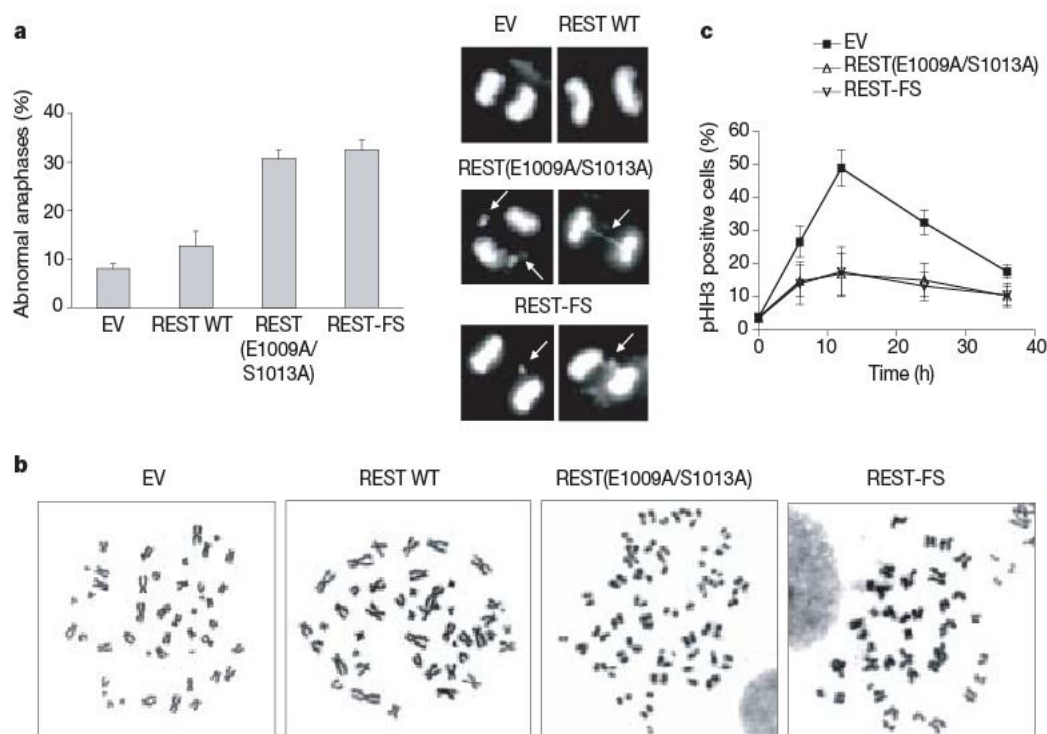 a
Abnormal anaphases (%)
40
30
20
10
0
EV
REST WT
REST
(E1009A/
S1013A)
REST-FS
EV
REST WT
REST(E1009A/S1013A)
REST-FS
c
EV
REST(E1009A/S1013A)
REST-FS
pHH3 positive cells (%)
60
50
40
30
20
10
0
0
10
20
30
40
Time (h)
b
EV
REST WT
REST(E1009A/S1013A)
REST-FS